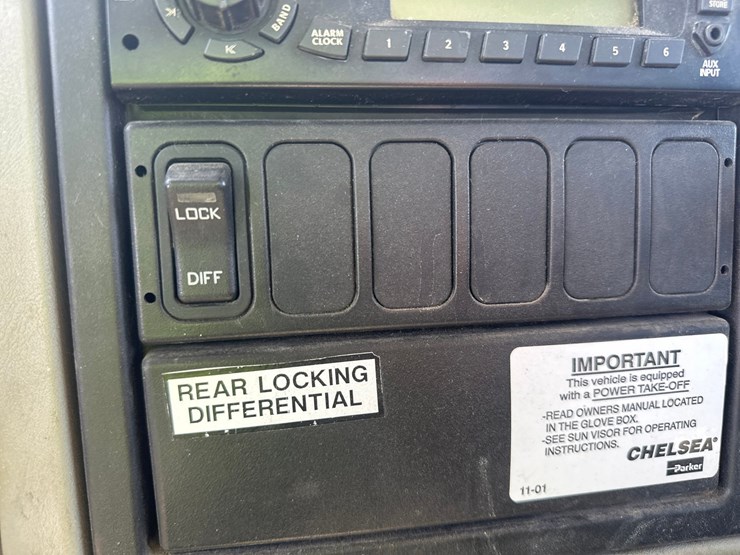 STORE
BAND
ALARM
CLOCK
1
2
3
4
5
6
AUX
INPUT
LOCK
DIFF
REAR LOCKING
DIFFERENTIAL
IMPORTANT
This vehicle is equipped
with a POWER TAKE-OFF
-READ OWNERS MANUAL LOCATED
IN THE GLOVE BOX.
-SEE SUN VISOR FOR OPERATING
INSTRUCTIONS.
CHELSEA®
Parker
11-01